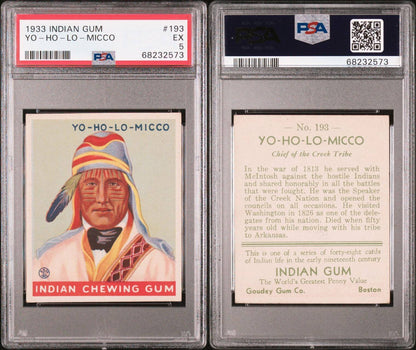 1933 INDIAN GUM #193
YO - HO - LO - MICCO EX
5
PSA 68232573
YO-HO-LO-MICCO
INDIAN CHEWING GUM
PSA
68232573
— No. 193 —
YO-HO-LO-MICCO
Chief of the Creek Tribe
In the war of 1813 he served with
McIntosh against the hostile Indians
and shared honorably in all the battles
that were fought. He was the Speaker
of the Creek Nation and opened the
councils on all occasions. He visited
Washington in 1826 as one of the dele-
gates from his nation. Died when fifty
years old while moving with his tribe
to Arkansas.
This is one of a series of forty-eight cards
of Indian life in the early nineteenth century
INDIAN GUM
The World's Greatest Penny Value
Goudey Gum Co. Boston